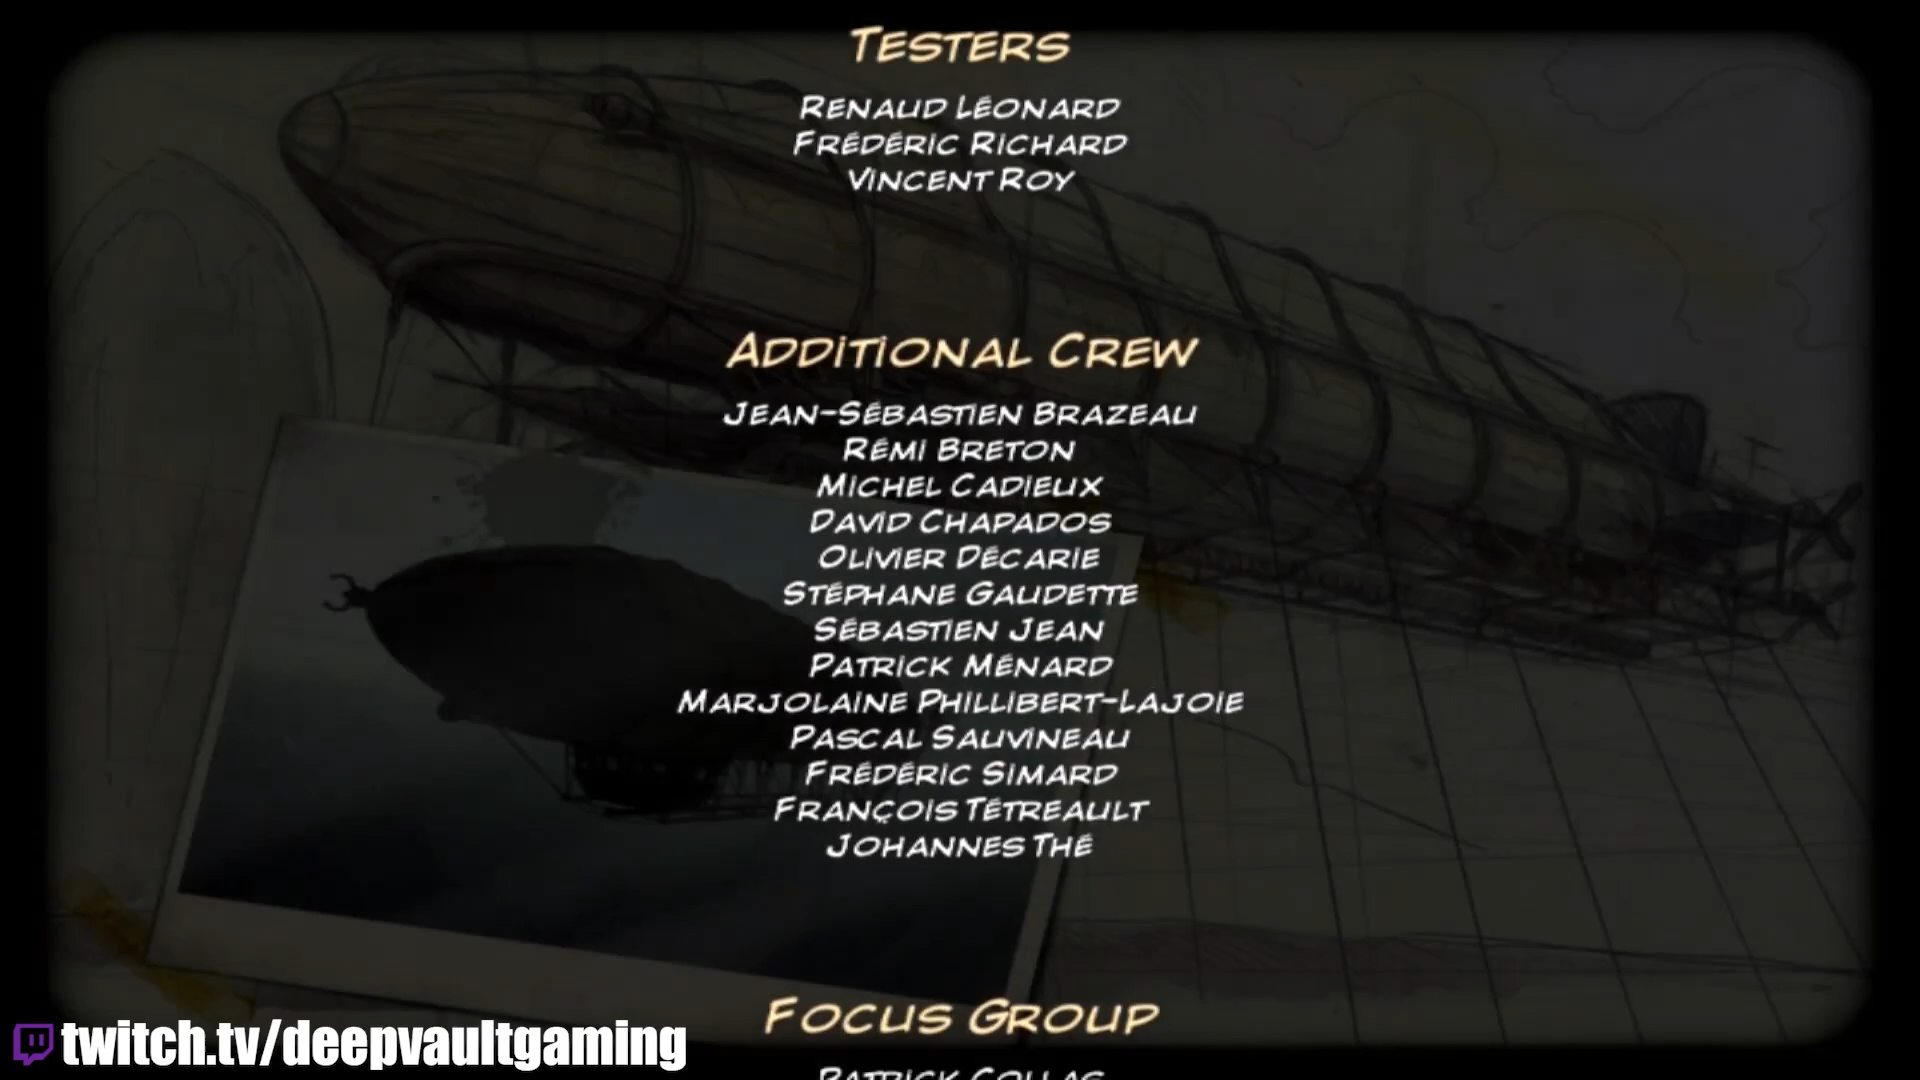 TESTERS
RENAUD LÉONARD
FRÉDÉRIC RICHARD
VINCENT ROY
ADDITIONAL CREW
JEAN-SÉBASTIEN BRAZEAU
RÉMI BRETON
MICHEL CADIEUX
DAVID CHAPADOS
OLIVIER DÉCARIE
STÉPHANE GAUDETTE
SÉBASTIEN JEAN
PATRICK MÉNARD
MARJOLAINE PHILLIBERT-LAJOIE
PASCAL SAUVINEAU
FRÉDÉRIC SIMARD
FRANÇOIS TÉTREAULT
JOHANNES THÉ
FOCUS GROUP
PATRICK COLLAS
twitch.tv/deepvaultgaming